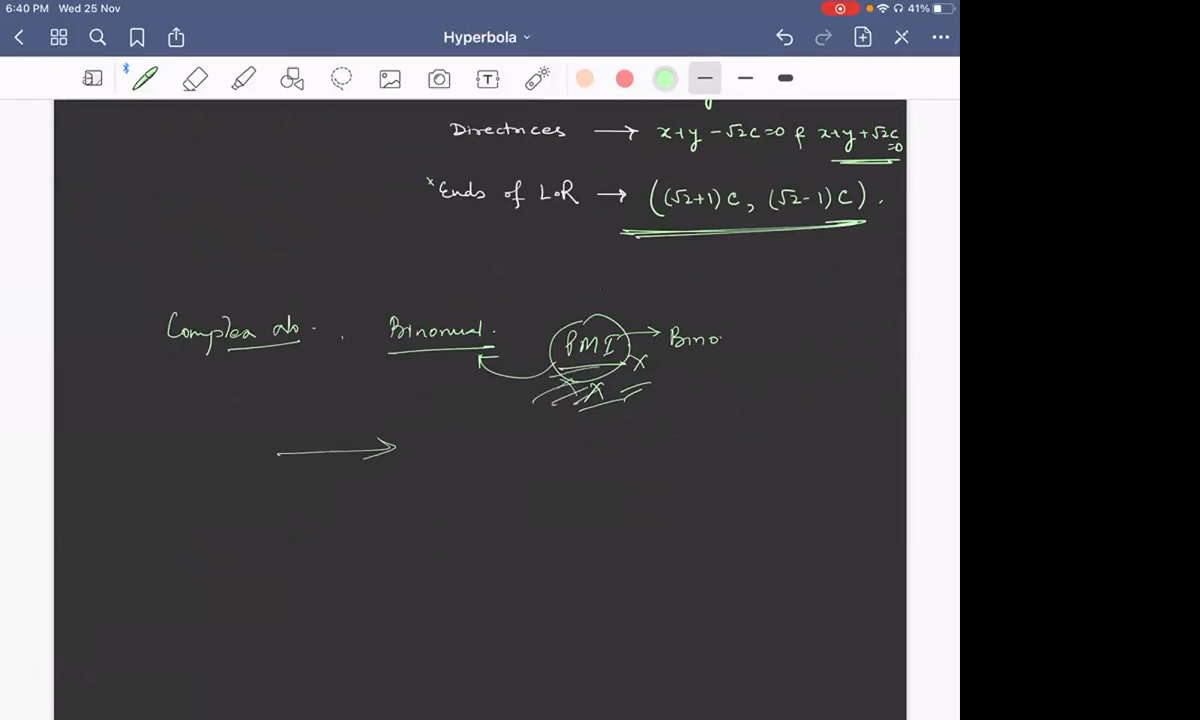 6:40 PM Wed 25 Nov 41%
Hyperbola
T
Directrices → x+y - √2c = 0 & x+y + √2c = 0
* Ends of L.R → ((√2+1) c, (√2-1) c) .
Complex no. . Binomial. PMI → Bino.